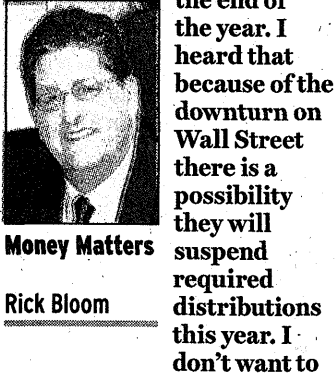 Money Matters
Rick Bloom
the end of
the year. I
heard that
because of the
downturn on
Wall Street
there is a
possibility
they will
suspend
required
distributions
this year. I
don't want to